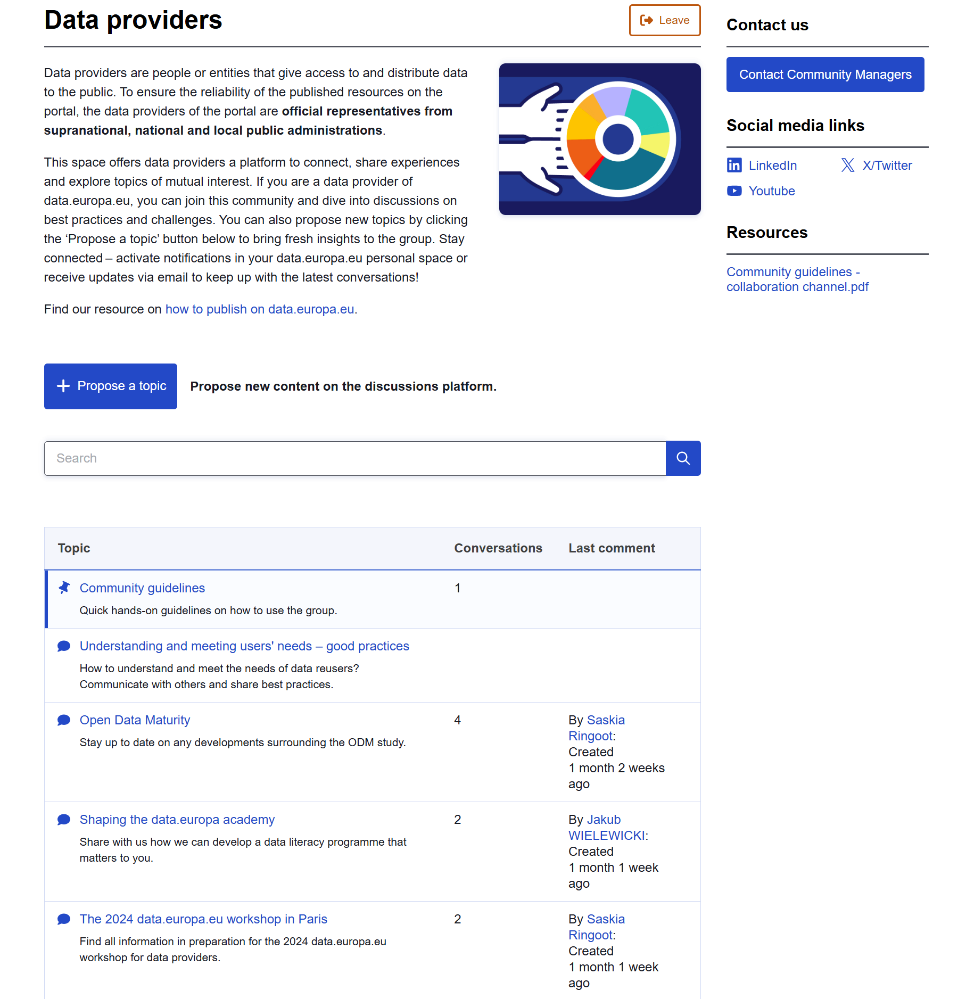 Data providers
Leave
Data providers are people or entities that give access to and distribute data
to the public. To ensure the reliability of the published resources on the
portal, the data providers of the portal are official representatives from
supranational, national and local public administrations.
This space offers data providers a platform to connect, share experiences
and explore topics of mutual interest. If you are a data provider of
data.europa.eu, you can join this community and dive into discussions on
best practices and challenges. You can also propose new topics by clicking
the ‘Propose a topic’ button below to bring fresh insights to the group. Stay
connected – activate notifications in your data.europa.eu personal space or
receive updates via email to keep up with the latest conversations!
Find our resource on how to publish on data.europa.eu.
Propose a topic
Propose new content on the discussions platform.
Search
Topic
Conversations
Last comment
Community guidelines
1
Quick hands-on guidelines on how to use the group.
Understanding and meeting users' needs – good practices
How to understand and meet the needs of data reusers?
Communicate with others and share best practices.
Open Data Maturity
Stay up to date on any developments surrounding the ODM study.
4
By Saskia
Ringoot:
Created
1 month 2 weeks
ago
Shaping the data.europa academy
Share with us how we can develop a data literacy programme that
matters to you.
2
By Jakub
WIELEWICKI:
Created
1 month 1 week
ago
The 2024 data.europa.eu workshop in Paris
Find all information in preparation for the 2024 data.europa.eu
workshop for data providers.
2
By Saskia
Ringoot:
Created
1 month 1 week
ago
Contact us
Contact Community Managers
Social media links
LinkedIn
X/Twitter
Youtube
Resources
Community guidelines -
collaboration channel.pdf